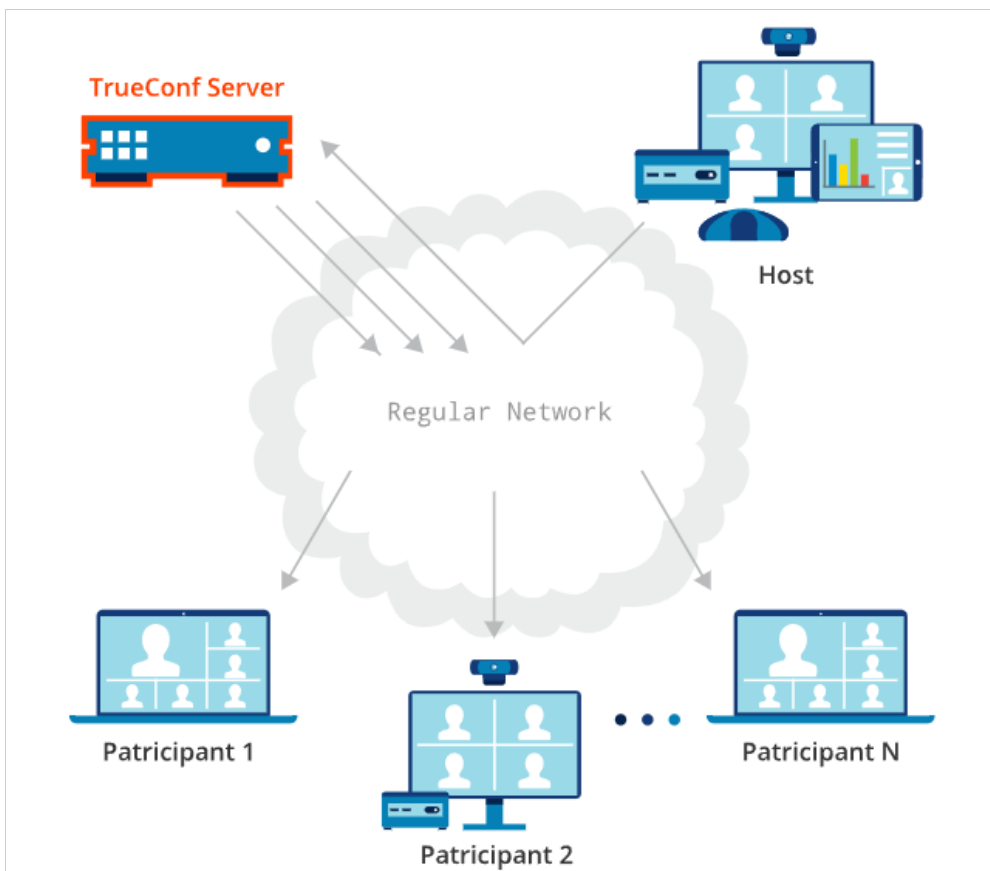 TrueConf Server
Host
Regular Network
Patricipant 1
Patricipant N
Patricipant 2